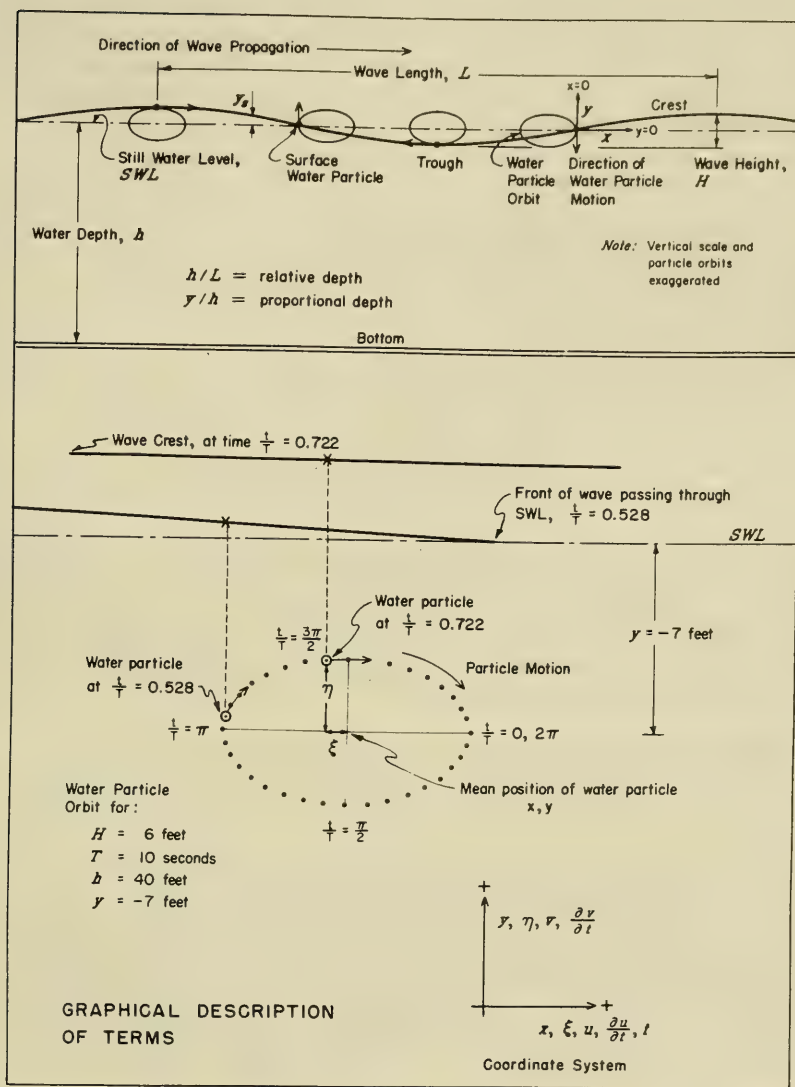 Direction of Wave Propagation
Wave Length, L
x=0
y
y_s
Crest
y=0
x
x
Still Water Level,
SWL
Surface
Water Particle
Trough
Water
Particle
Orbit
Direction of
Water Particle
Motion
Wave Height,
H
Water Depth, h
Note: Vertical scale and
particle orbits
exaggerated
h/L = relative depth
y/h = proportional depth
Bottom
Wave Crest, at time t/T = 0.722
Front of wave passing through
SWL, t/T = 0.528
SWL
y = -7 feet
Water particle
at t/T = 0.722
t/T = 3π/2
Particle Motion
Water particle
at t/T = 0.528
η
t/T = π
t/T = 0, 2π
ξ
Mean position of water particle
x, y
t/T = π/2
Water Particle
Orbit for:
H = 6 feet
T = 10 seconds
h = 40 feet
y = -7 feet
+
y, η, v, ∂v/∂t
+
x, ξ, u, ∂u/∂t, t
Coordinate System
GRAPHICAL DESCRIPTION
OF TERMS